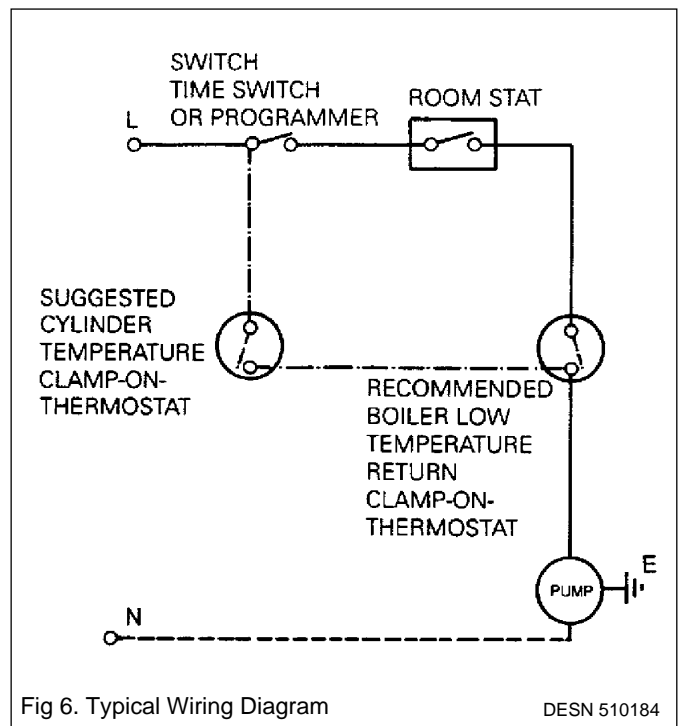 SWITCH
TIME SWITCH
OR PROGRAMMER
ROOM STAT
L
SUGGESTED
CYLINDER
TEMPERATURE
CLAMP-ON-
THERMOSTAT
RECOMMENDED
BOILER LOW
TEMPERATURE
RETURN
CLAMP-ON-
THERMOSTAT
PUMP
E
N
Fig 6. Typical Wiring Diagram
DESN 510184